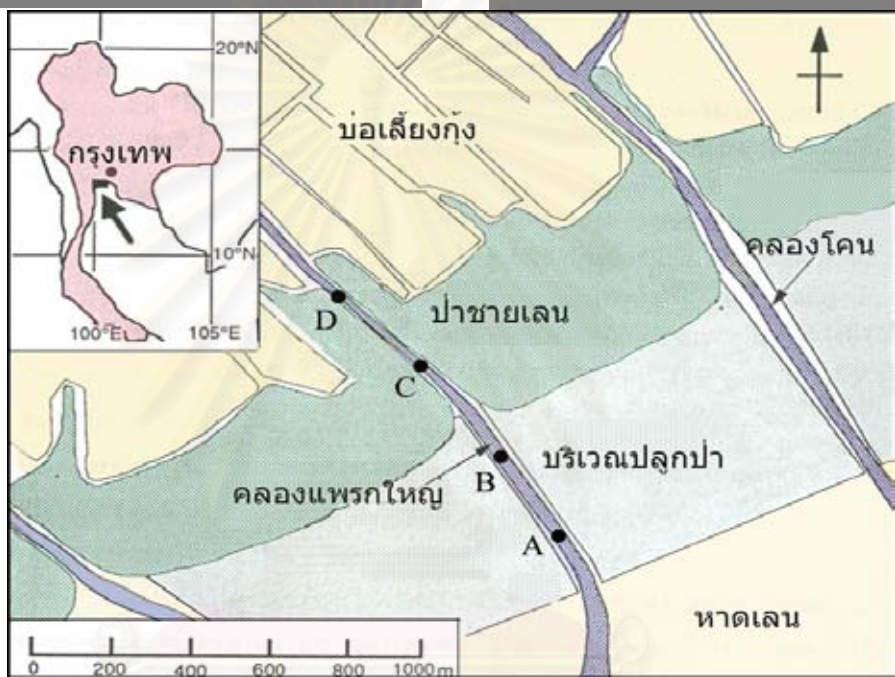 20°N
กรุงเทพ
10°N
100°E
105°E
บ่อเลี้ยงกุ้ง
คลองโคน
ป่าชายเลน
D
C
บริเวณปลูกป่า
B
คลองแพรกใหญ่
A
หาดเลน
0 200 400 600 800 1000 m